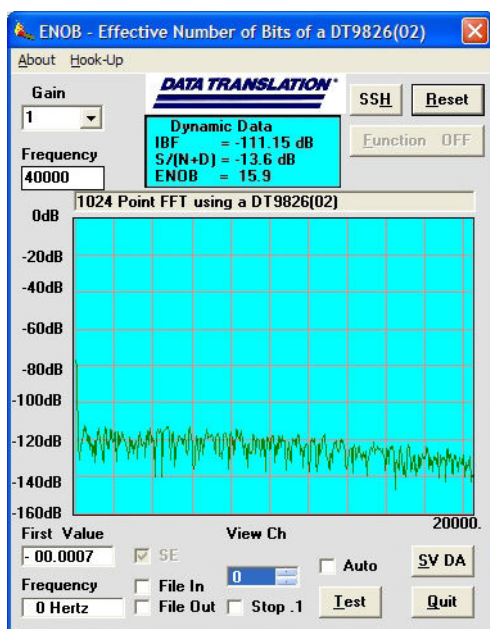 ENOB - Effective Number of Bits of a DT9826(02)
About Hook-Up
Gain
1
DATA TRANSLATION
SSH Reset
Function OFF
Dynamic Data
IBF = -111.15 dB
S/(N+D) = -13.6 dB
ENOB = 15.9
Frequency
40000
1024 Point FFT using a DT9826(02)
0dB
-20dB
-40dB
-60dB
-80dB
-100dB
-120dB
-140dB
-160dB
20000.
First Value
- 00.0007
SE
View Ch
0
Auto
SV DA
Frequency
0 Hertz
File In
File Out
Stop .1
Test
Quit